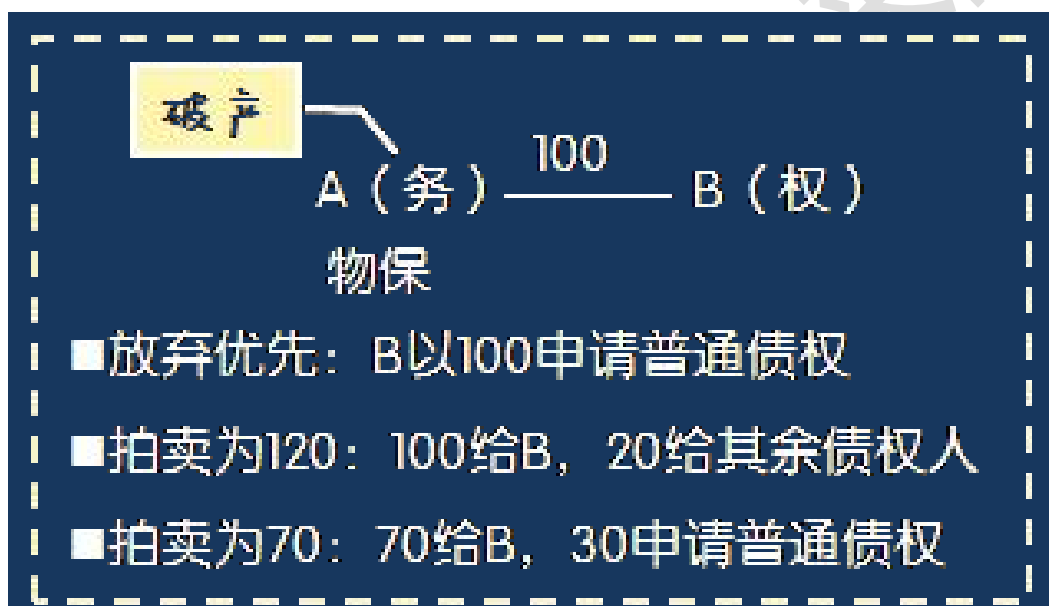 破产
100
A（务） B（权）
物保
■放弃优先：B以100申请普通债权
■拍卖为120：100给B，20给其余债权人
■拍卖为70：70给B，30申请普通债权